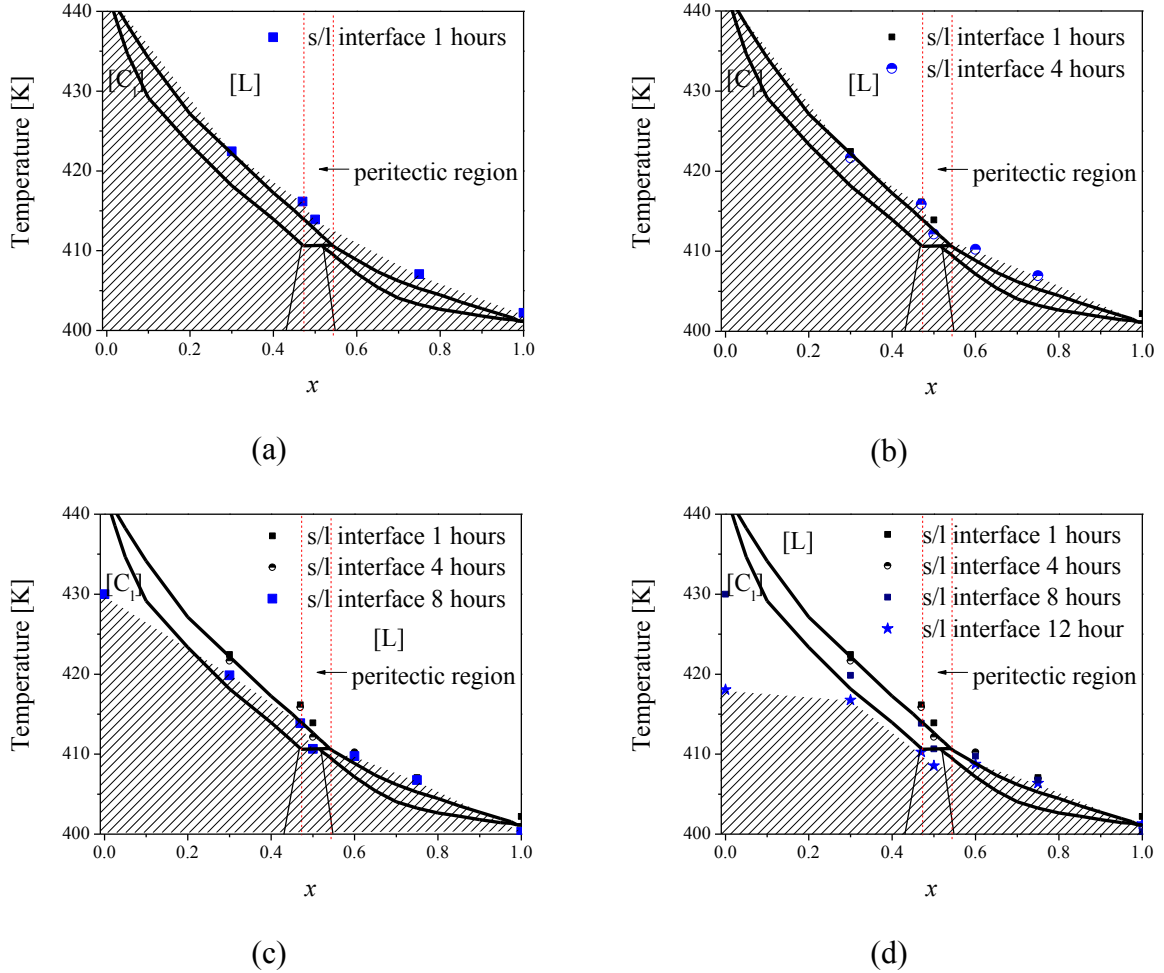 440
430
420
410
400
Temperature [K]
[C₁]
[L]
s/l interface 1 hours
peritectic region
0.0 0.2 0.4 0.6 0.8 1.0
x
(a)
440
430
420
410
400
Temperature [K]
[C₁]
[L]
s/l interface 1 hours
s/l interface 4 hours
peritectic region
0.0 0.2 0.4 0.6 0.8 1.0
x
(b)
440
430
420
410
400
Temperature [K]
[C₁]
s/l interface 1 hours
s/l interface 4 hours
s/l interface 8 hours
[L]
peritectic region
0.0 0.2 0.4 0.6 0.8 1.0
x
(c)
440
430
420
410
400
Temperature [K]
[L]
[C₁]
s/l interface 1 hours
s/l interface 4 hours
s/l interface 8 hours
s/l interface 12 hour
peritectic region
0.0 0.2 0.4 0.6 0.8 1.0
x
(d)